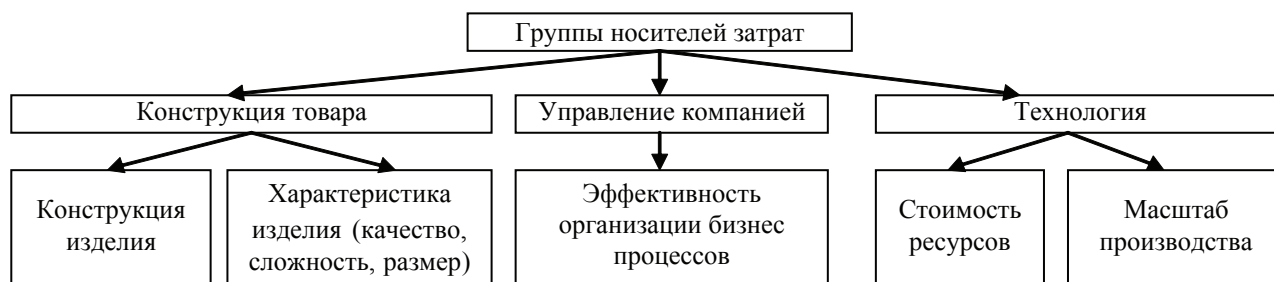 Группы носителей затрат
Конструкция товара
Управление компанией
Технология
Конструкция
изделия
Характеристика
изделия (качество,
сложность, размер)
Эффективность
организации бизнес
процессов
Стоимость
ресурсов
Масштаб
производства